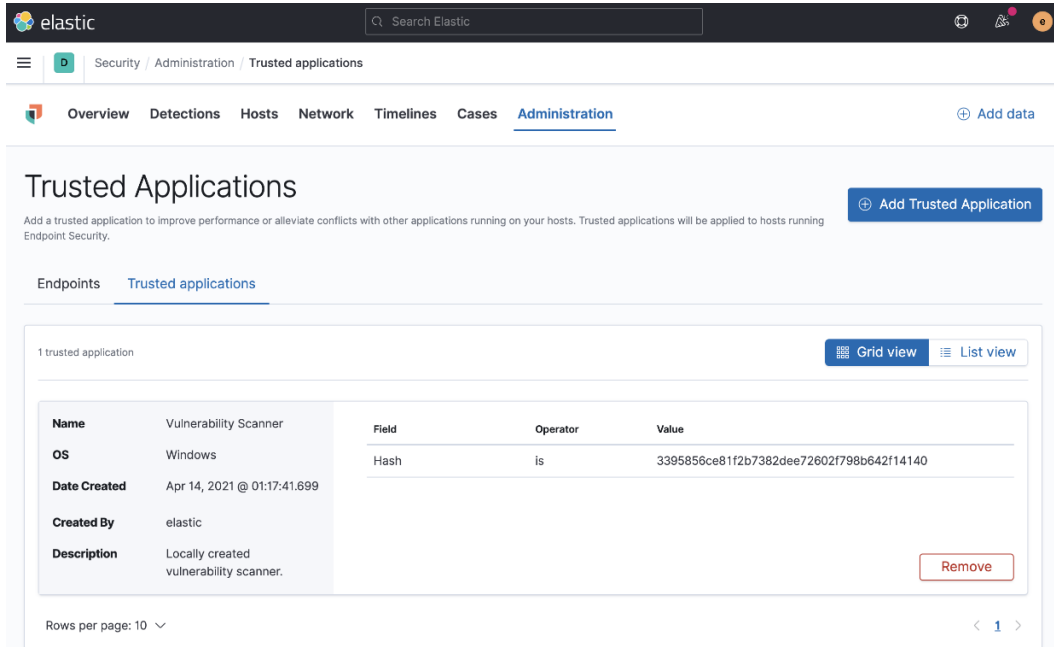 elastic
Search Elastic
e
D
Security / Administration / Trusted applications
Overview Detections Hosts Network Timelines Cases Administration
Add data
Trusted Applications
Add Trusted Application
Add a trusted application to improve performance or alleviate conflicts with other applications running on your hosts. Trusted applications will be applied to hosts running
Endpoint Security.
Endpoints Trusted applications
1 trusted application
Grid view List view
Name Vulnerability Scanner
OS Windows
Date Created Apr 14, 2021 @ 01:17:41.699
Created By elastic
Description Locally created
vulnerability scanner.
Field Operator Value
Hash is 3395856ce81f2b7382dee72602f798b642f14140
Remove
Rows per page: 10
< 1 >